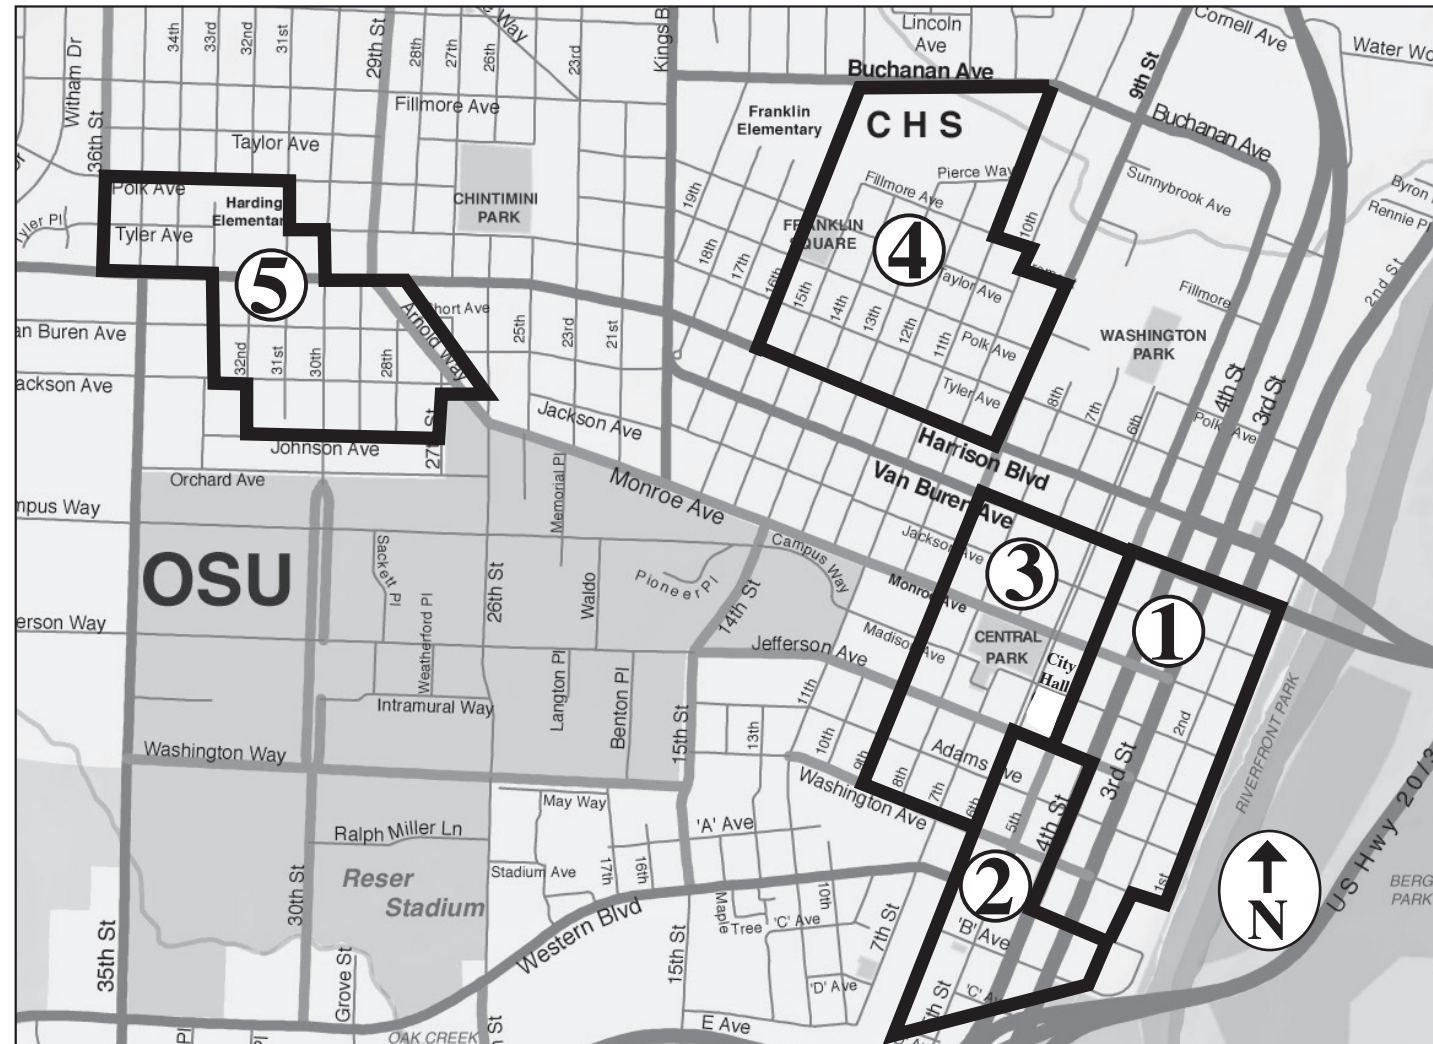 Lincoln
Ave
Cornell Ave
Water Wo
34th
33rd
32nd
31st
29th St
28th
27th
26th
23rd
Kings B
Witham Dr
36th St
Buchanan Ave
9th St
Buchanan Ave
Fillmore Ave
Taylor Ave
Franklin
Elementary
C H S
Pierce Way
Fillmore Ave
Sunnybrook Ave
Byron
Rennie Pl
Polk Ave
Harding
Elementar
Tyler Ave
Tyler Pl
CHINTIMINI
PARK
19th
18th
17th
16th
15th
14th
13th
12th
11th
10th
FRANKLIN
SQUARE
4
Taylor Ave
Polk Ave
Tyler Ave
Fillmore
2nd St
WASHINGTON
PARK
5
Short Ave
Arnold Way
an Buren Ave
ackson Ave
32nd
31st
30th
28th
25th
23rd
21st
8th
7th
6th
4th St
3rd St
Polk Ave
Jackson Ave
Johnson Ave
27th St
Orchard Ave
Harrison Blvd
Van Buren Ave
Monroe Ave
Memorial Pl
mpus Way
OSU
Sackett Pl
26th St
Waldo
Pioneer Pl
14th St
Campus Way
Jackson Ave
Monroe Ave
3
1
erson Way
Weatherford Pl
Jefferson Ave
Madison Ave
CENTRAL
PARK
City
Hall
Intramural Way
Langton Pl
Benton Pl
15th St
13th
11th
10th
9th
8th
7th
6th
5th
4th St
3rd St
2nd
1st
RIVERFRONT PARK
Washington Way
Adams Ave
Washington Ave
May Way
'A' Ave
Ralph Miller Ln
Reser
Stadium
Stadium Ave
17th
16th
2
N
US Hwy 20/3
BERG
PARK
30th St
35th St
Western Blvd
Maple
Tree
'C' Ave
10th
7th St
'B' Ave
'D' Ave
'C' Av
15th St
Grove St
E Ave
OAK CREEK
Pl